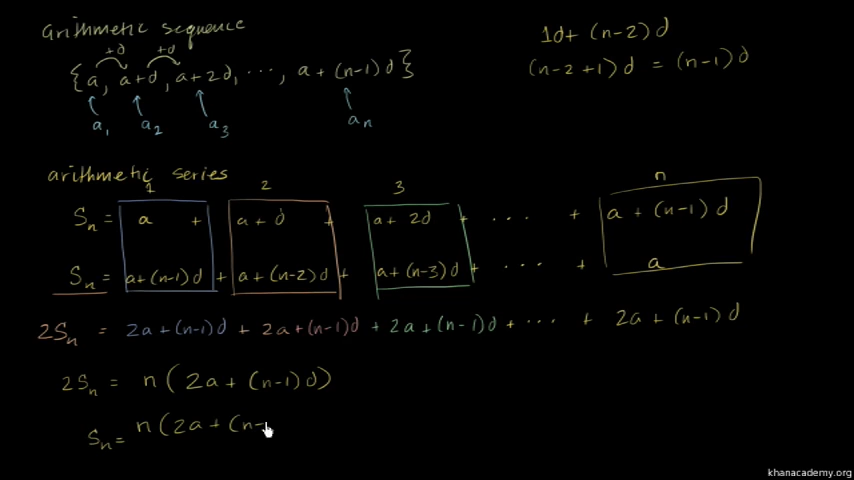 arithmetic sequence
+d +d
{a, a+d, a+2d, ..., a + (n-1) d}
a₁ a₂ a₃ aₙ
1d + (n-2) d
(n-2+1) d = (n-1) d
arithmetic series
1 2 3 n
Sₙ = a + a + d + a + 2d + ... + a + (n-1) d
Sₙ = a+(n-1) d + a + (n-2) d + a + (n-3) d + ... + a
2Sₙ = 2a+(n-1) d + 2a+(n-1) d + 2a+(n-1) d + ... + 2a + (n-1) d
2Sₙ = n ( 2a + (n-1) d)
Sₙ = n (2a + (n-
khanacademy.org